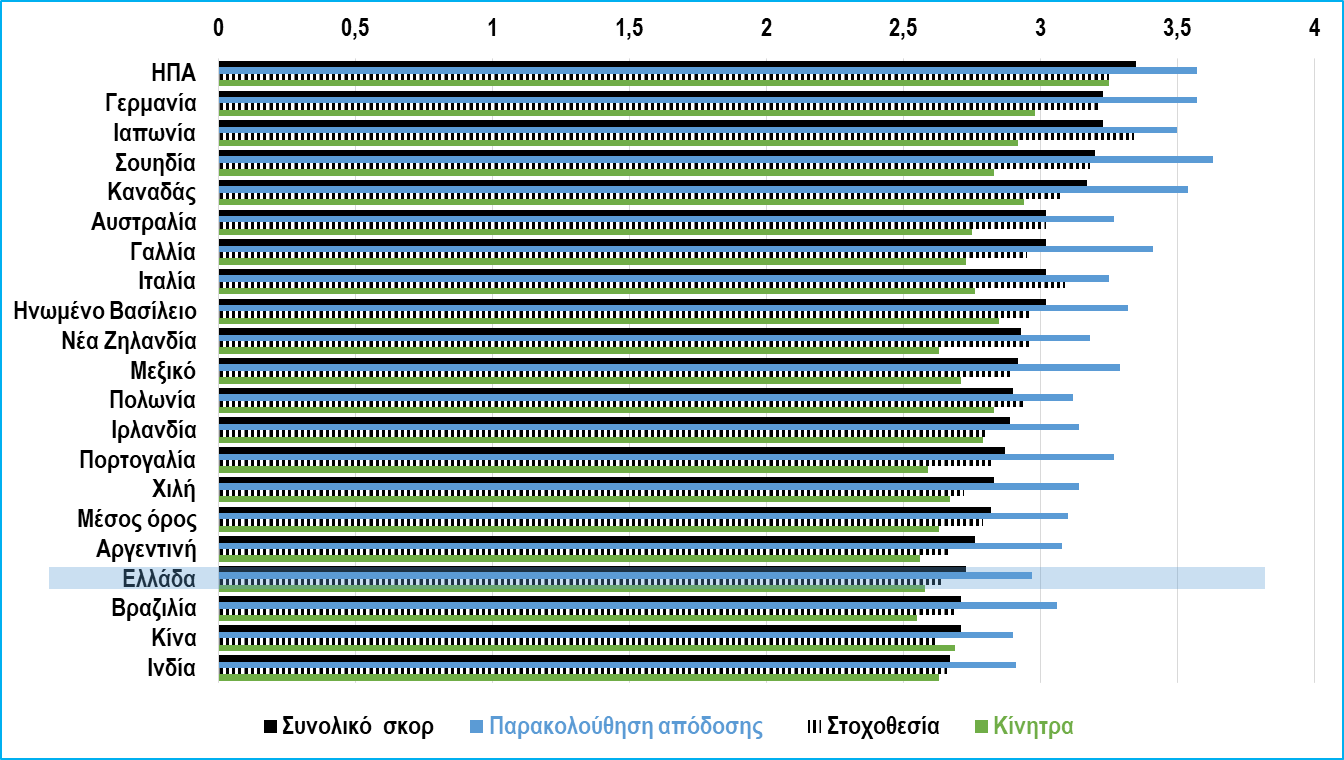 0 0,5 1 1,5 2 2,5 3 3,5 4
ΗΠΑ
Γερμανία
Ιαπωνία
Σουηδία
Καναδάς
Αυστραλία
Γαλλία
Ιταλία
Ηνωμένο Βασίλειο
Νέα Ζηλανδία
Μεξικό
Πολωνία
Ιρλανδία
Πορτογαλία
Χιλή
Μέσος όρος
Αργεντινή
Ελλάδα
Βραζιλία
Κίνα
Ινδία
Συνολικό σκορ Παρακολούθηση απόδοσης Στοχοθεσία Κίνητρα